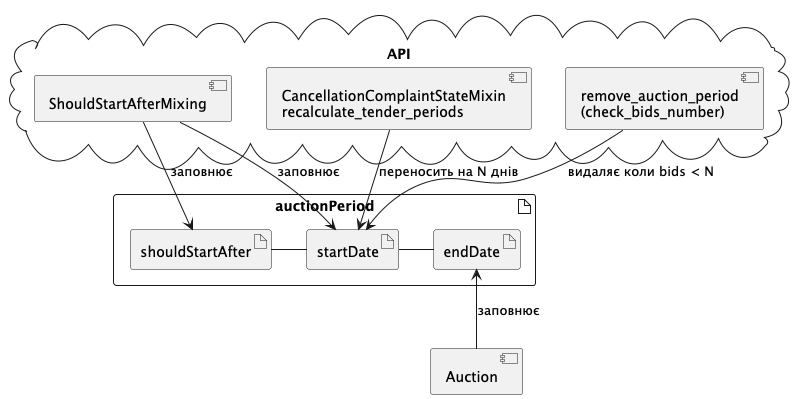 API
ShouldStartAfterMixing
CancellationComplaintStateMixin
recalculate_tender_periods
remove_auction_period
(check_bids_number)
заповнює
заповнює
переносить на N днів
видаляє коли bids < N
auctionPeriod
shouldStartAfter
startDate
endDate
заповнює
Auction